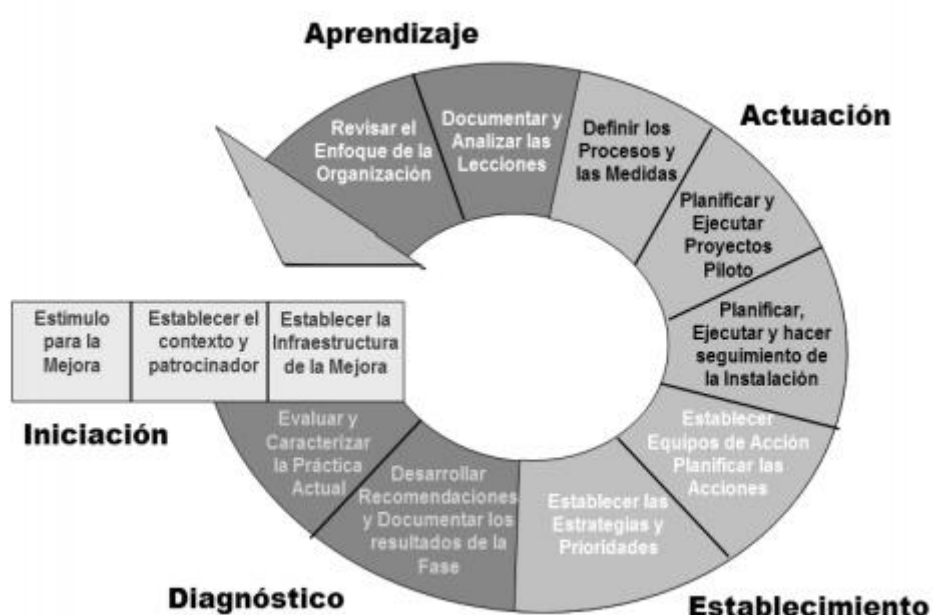 Aprendizaje
Revisar el
Enfoque de la
Organización
Documentar y
Analizar las
Lecciones
Actuación
Definir los
Procesos y
las Medidas
Planificar y
Ejecutar
Proyectos
Piloto
Planificar,
Ejecutar y hacer
seguimiento de
la Instalación
Estímulo
para la
Mejora
Establecer el
contexto y
patrocinador
Establecer la
Infraestructura
de la Mejora
Iniciación
Evaluar y
Caracterizar
la Práctica
Actual
Desarrollar
Recomendaciones
y Documentar los
resultados de la
Fase
Diagnóstico
Establecer las
Estrategias y
Prioridades
Establecer
Equipos de Acción
Planificar las
Acciones
Establecimiento